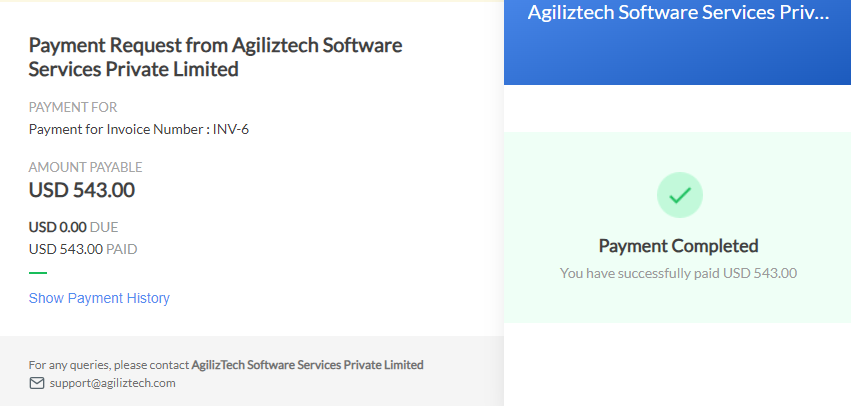 Payment Request from Agiliztech Software
Services Private Limited
PAYMENT FOR
Payment for Invoice Number : INV-6
AMOUNT PAYABLE
USD 543.00
USD 0.00 DUE
USD 543.00 PAID
Show Payment History
For any queries, please contact AgilizTech Software Services Private Limited
support@agiliztech.com
Agiliztech Software Services Priv...
Payment Completed
You have successfully paid USD 543.00